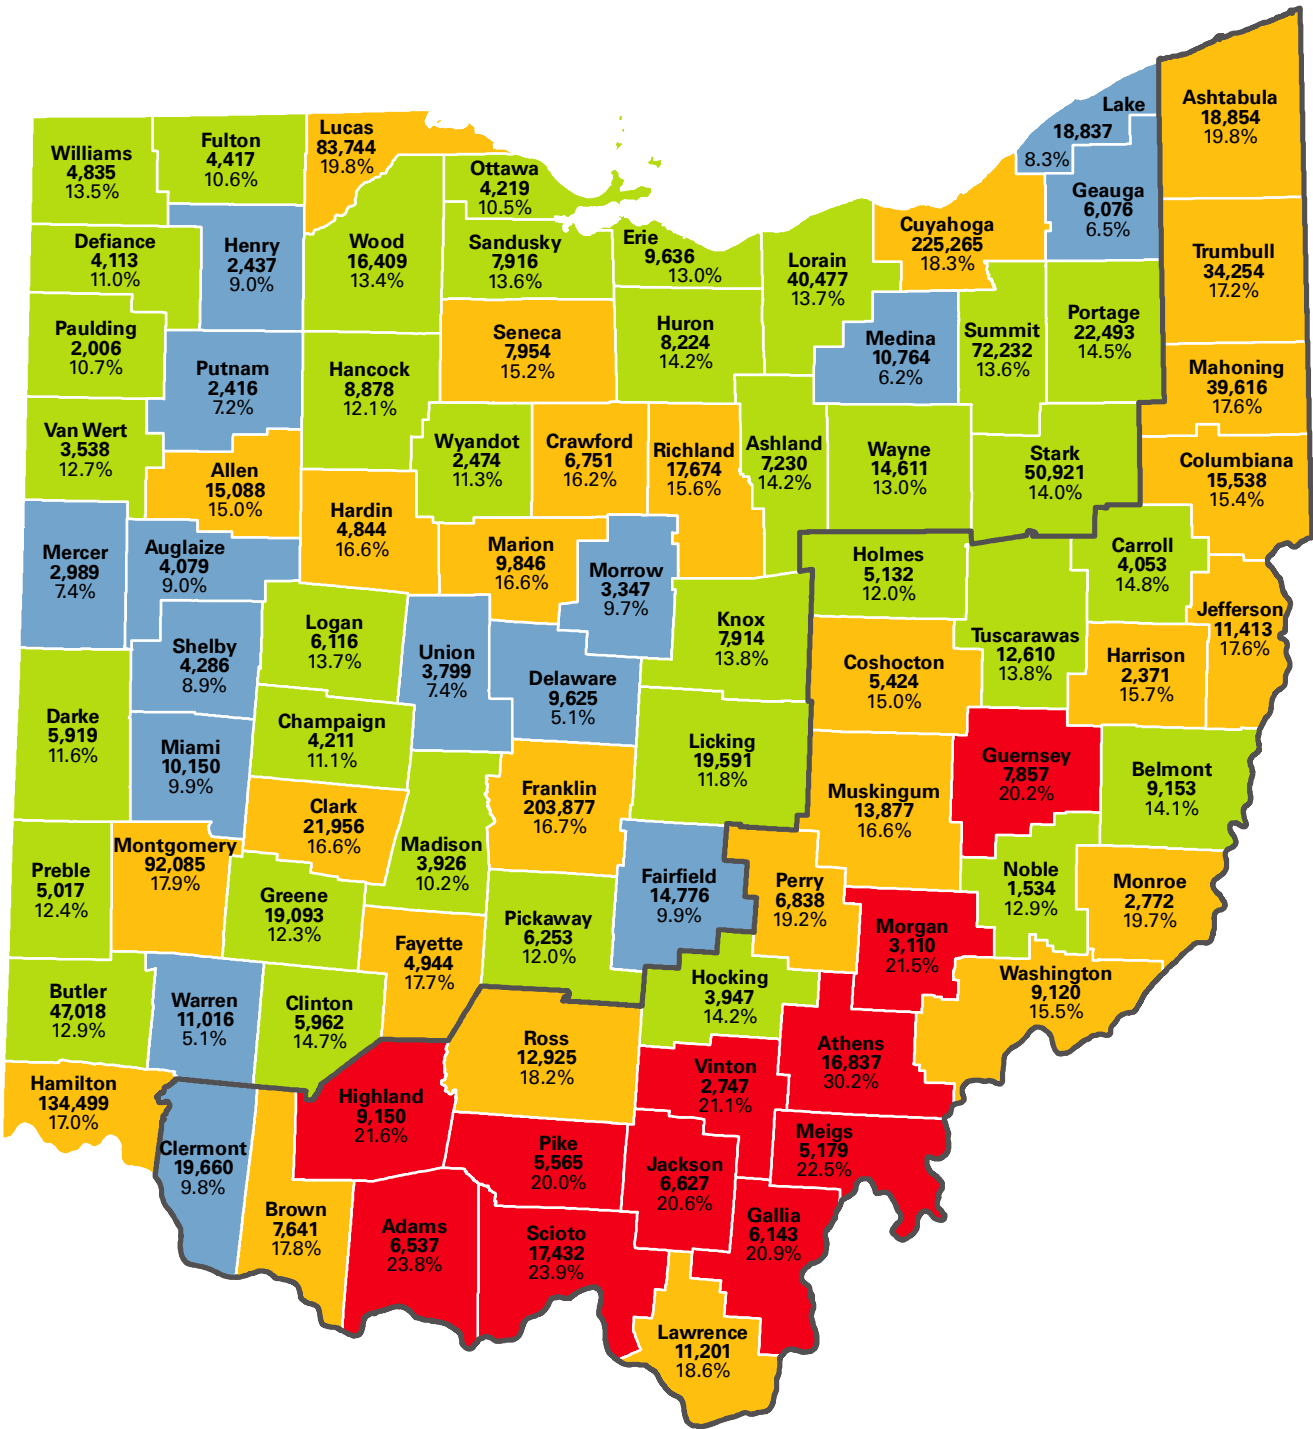 Lake
18,837
8.3%
Ashtabula
18,854
19.8%
Williams
4,835
13.5%
Fulton
4,417
10.6%
Lucas
83,744
19.8%
Ottawa
4,219
10.5%
Geauga
6,076
6.5%
Cuyahoga
225,265
18.3%
Defiance
4,113
11.0%
Henry
2,437
9.0%
Wood
16,409
13.4%
Sandusky
7,916
13.6%
Erie
9,636
13.0%
Lorain
40,477
13.7%
Trumbull
34,254
17.2%
Paulding
2,006
10.7%
Putnam
2,416
7.2%
Hancock
8,878
12.1%
Seneca
7,954
15.2%
Huron
8,224
14.2%
Medina
10,764
6.2%
Summit
72,232
13.6%
Portage
22,493
14.5%
Mahoning
39,616
17.6%
Van Wert
3,538
12.7%
Allen
15,088
15.0%
Wyandot
2,474
11.3%
Crawford
6,751
16.2%
Richland
17,674
15.6%
Ashland
7,230
14.2%
Wayne
14,611
13.0%
Stark
50,921
14.0%
Columbiana
15,538
15.4%
Mercer
2,989
7.4%
Auglaize
4,079
9.0%
Hardin
4,844
16.6%
Marion
9,846
16.6%
Morrow
3,347
9.7%
Holmes
5,132
12.0%
Carroll
4,053
14.8%
Jefferson
11,413
17.6%
Shelby
4,286
8.9%
Logan
6,116
13.7%
Union
3,799
7.4%
Delaware
9,625
5.1%
Knox
7,914
13.8%
Coshocton
5,424
15.0%
Tuscarawas
12,610
13.8%
Harrison
2,371
15.7%
Darke
5,919
11.6%
Miami
10,150
9.9%
Champaign
4,211
11.1%
Licking
19,591
11.8%
Guernsey
7,857
20.2%
Belmont
9,153
14.1%
Clark
21,956
16.6%
Franklin
203,877
16.7%
Muskingum
13,877
16.6%
Montgomery
92,085
17.9%
Madison
3,926
10.2%
Preble
5,017
12.4%
Greene
19,093
12.3%
Fairfield
14,776
9.9%
Perry
6,838
19.2%
Noble
1,534
12.9%
Monroe
2,772
19.7%
Pickaway
6,253
12.0%
Fayette
4,944
17.7%
Morgan
3,110
21.5%
Butler
47,018
12.9%
Warren
11,016
5.1%
Clinton
5,962
14.7%
Hocking
3,947
14.2%
Washington
9,120
15.5%
Ross
12,925
18.2%
Athens
16,837
30.2%
Hamilton
134,499
17.0%
Highland
9,150
21.6%
Vinton
2,747
21.1%
Clermont
19,660
9.8%
Pike
5,565
20.0%
Jackson
6,627
20.6%
Meigs
5,179
22.5%
Brown
7,641
17.8%
Adams
6,537
23.8%
Scioto
17,432
23.9%
Gallia
6,143
20.9%
Lawrence
11,201
18.6%